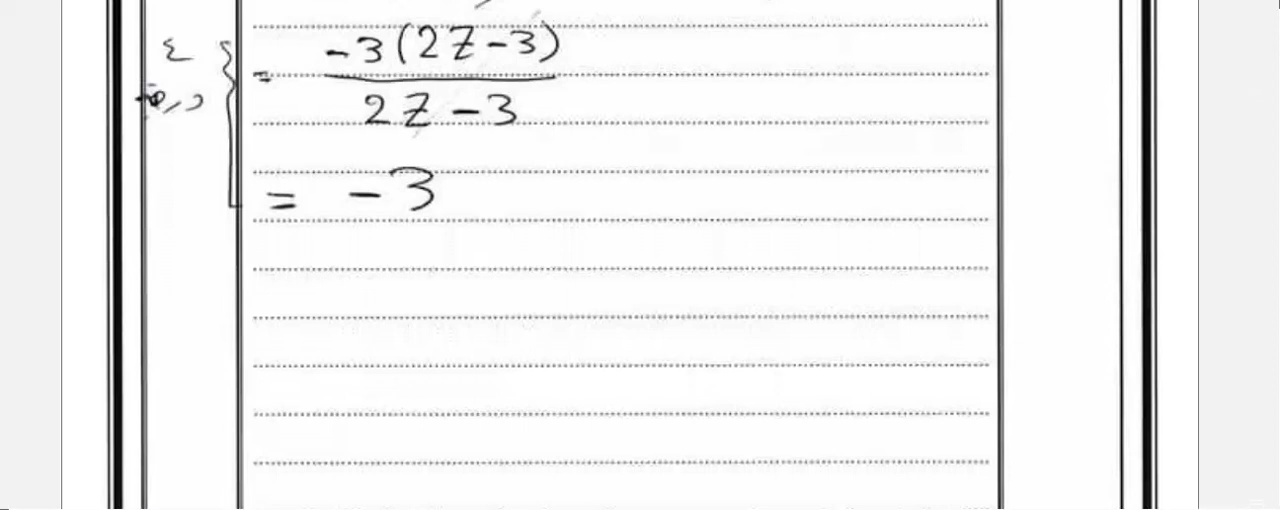 = -3(2Z-3)
2Z-3
= -3